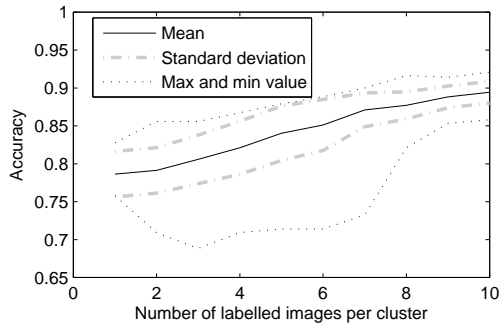 1
0.95
0.9
0.85
0.8
0.75
0.7
0.65
Accuracy
Mean
Standard deviation
Max and min value
0 2 4 6 8 10
Number of labelled images per cluster